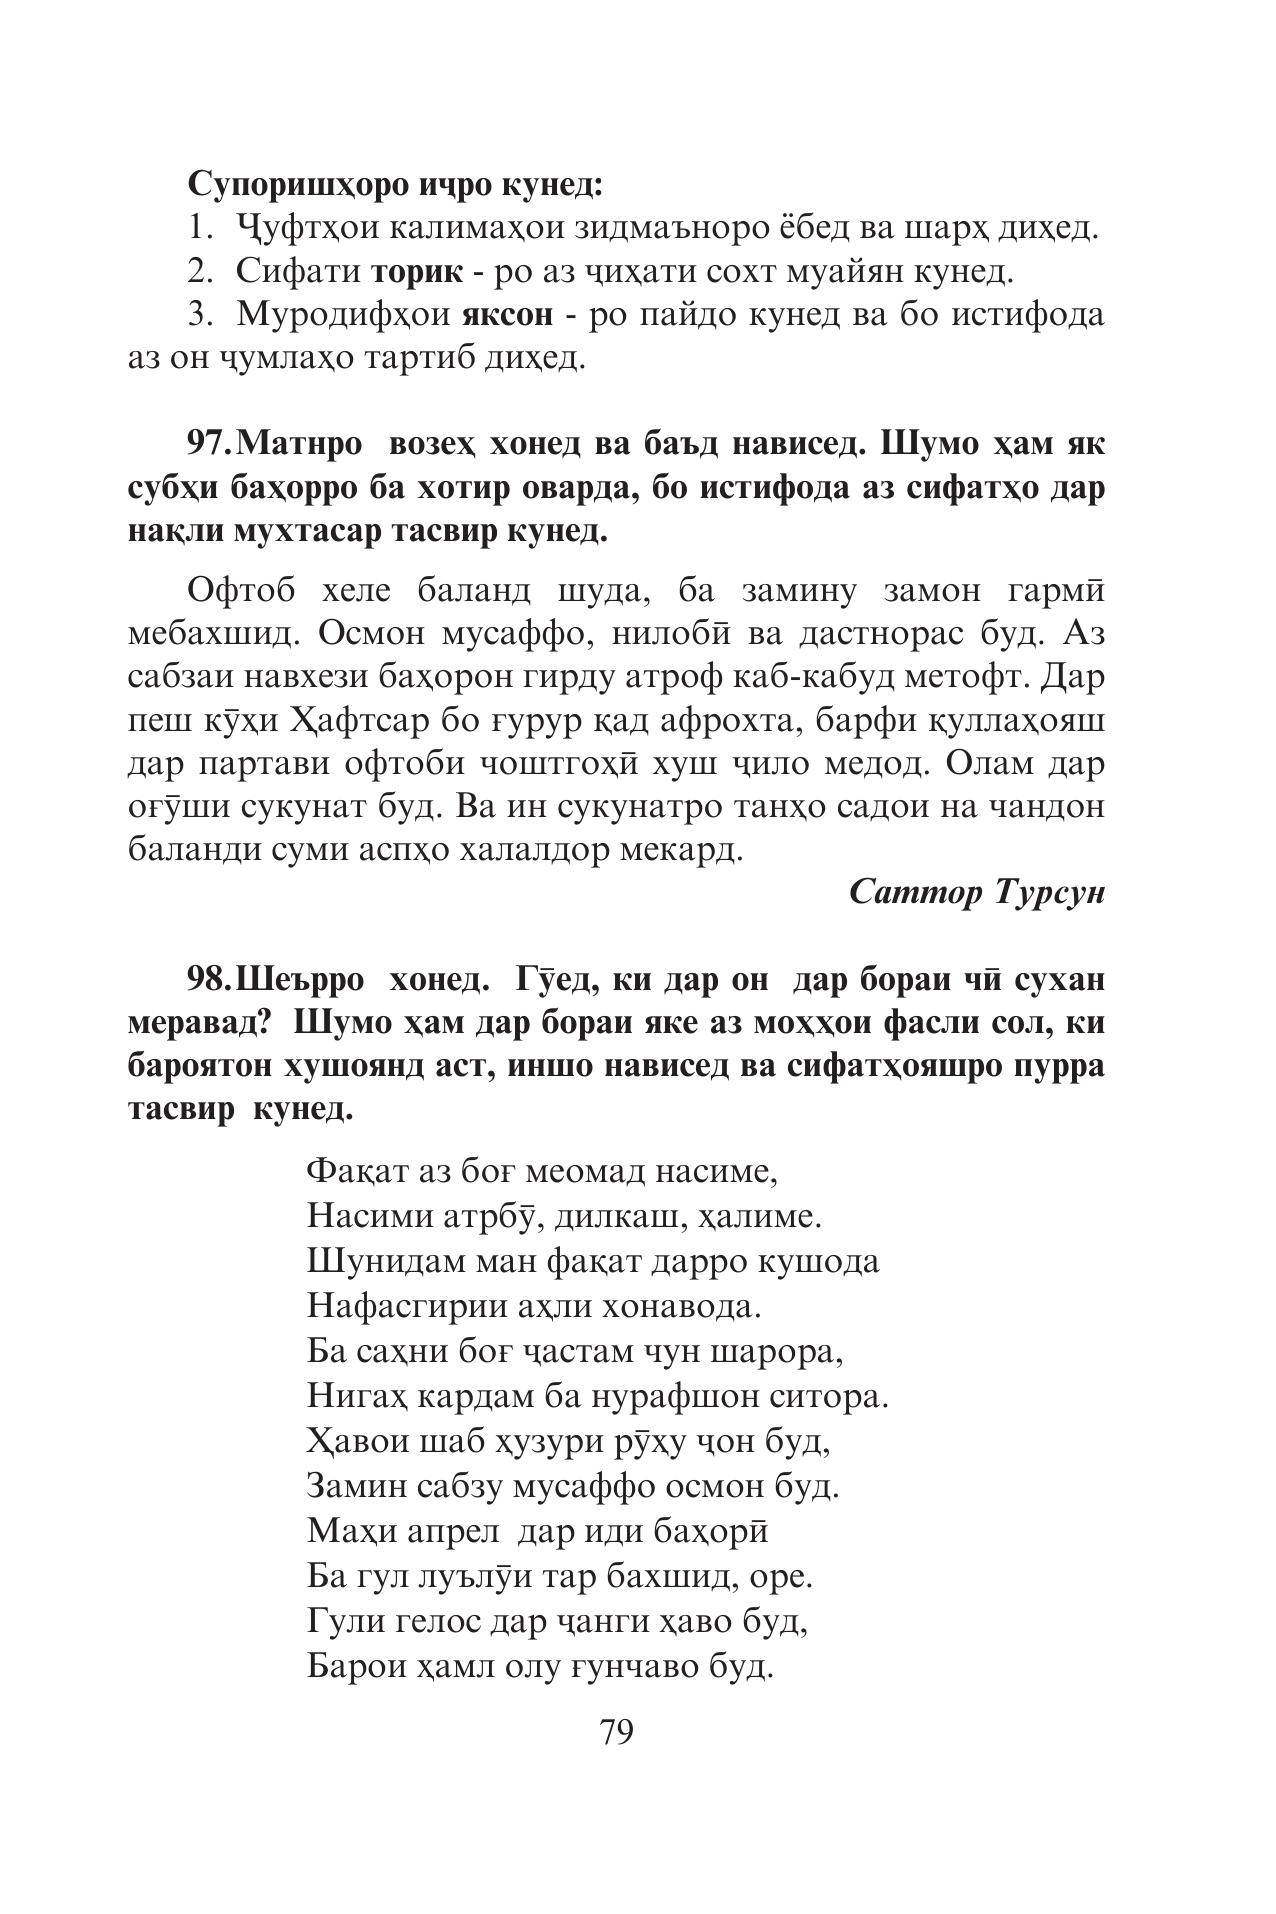 Супоришҳоро иҷро кунед:
1. Ҷуфтҳои калимаҳои зидмаъноро ёбед ва шарҳ диҳед.
2. Сифати торик - ро аз ҷиҳати сохт муайян кунед.
3. Муродифҳои яксон - ро пайдо кунед ва бо истифода
аз он ҷумлаҳо тартиб диҳед.
97. Матнро возеҳ хонед ва баъд нависед. Шумо ҳам як
субҳи баҳорро ба хотир оварда, бо истифода аз сифатҳо дар
нақли мухтасар тасвир кунед.
Офтоб хеле баланд шуда, ба замину замон гармӣ
мебахшид. Осмон мусаффо, нилобӣ ва дастнорас буд. Аз
сабзаи навхези баҳорон гирду атроф каб-кабуд метофт. Дар
пеш кӯҳи Ҳафтсар бо ғурур қад афрохта, барфи қуллаҳояш
дар партави офтоби чоштгоҳӣ хуш ҷило медод. Олам дар
оғӯши сукунат буд. Ва ин сукунатро танҳо садои на чандон
баланди суми аспҳо халалдор мекард.
Саттор Турсун
98. Шеърро хонед. Гӯед, ки дар он дар бораи чӣ сухан
меравад? Шумо ҳам дар бораи яке аз моҳҳои фасли сол, ки
бароятон хушоянд аст, иншо нависед ва сифатҳояшро пурра
тасвир кунед.
Фақат аз боғ меомад насиме,
Насими атрбӯ, дилкаш, ҳалиме.
Шунидам ман фақат дарро кушода
Нафасгирии аҳли хонавода.
Ба саҳни боғ ҷастам чун шарора,
Нигаҳ кардам ба нурафшон ситора.
Ҳавои шаб ҳузури рӯҳу ҷон буд,
Замин сабзу мусаффо осмон буд.
Маҳи апрел дар иди баҳорӣ
Ба гул луълӯи тар бахшид, оре.
Гули гелос дар ҷанги ҳаво буд,
Барои ҳамл олу ғунчаво буд.
79